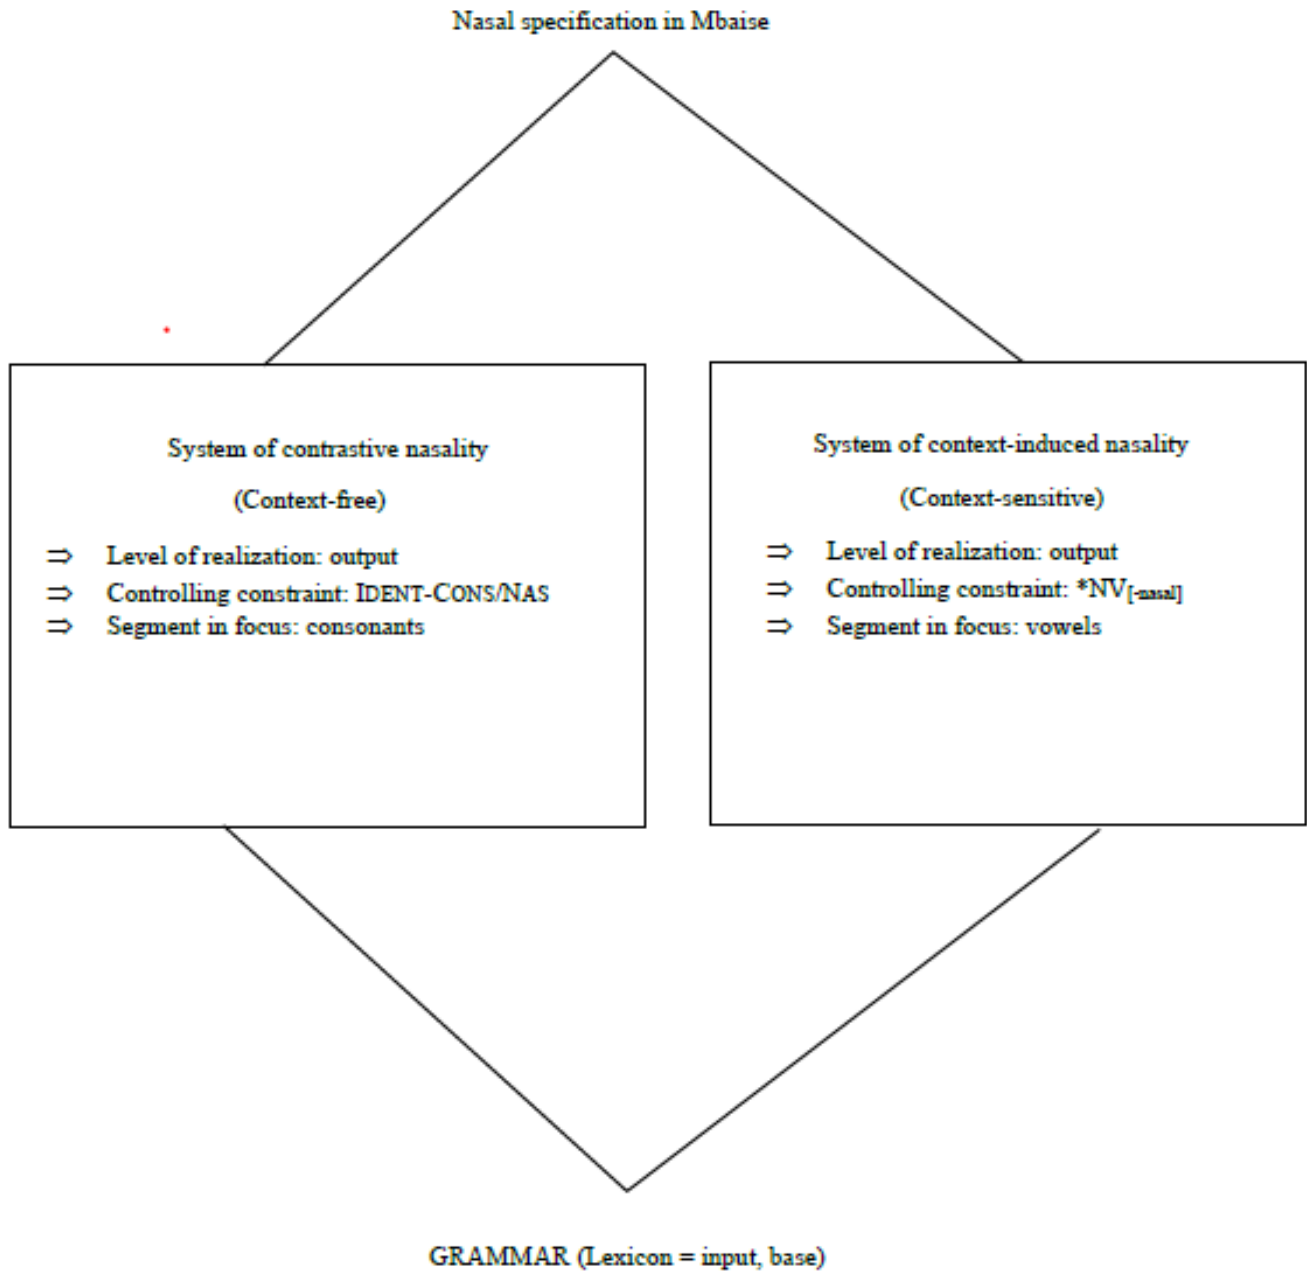 Nasal specification in Mbaise
System of contrastive nasality
(Context-free)
⇒ Level of realization: output
⇒ Controlling constraint: IDENT-CONS/NAS
⇒ Segment in focus: consonants
System of context-induced nasality
(Context-sensitive)
⇒ Level of realization: output
⇒ Controlling constraint: *NV[-nasal]
⇒ Segment in focus: vowels
GRAMMAR (Lexicon = input, base)